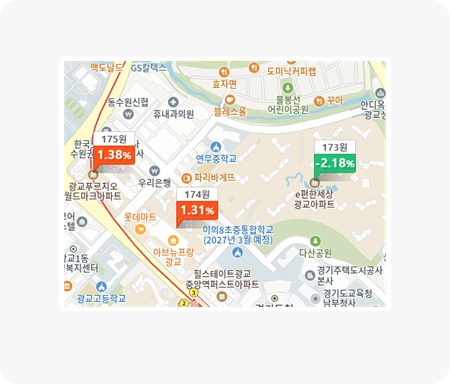 맥도날드
GS칼텍스
도미닉커피랩
효자면
물봉선
어린이공원
꾸아
플레스롤
안디옥
광교
동수원신협
휴내과의원
175원
1.38%
한국
수원권
사
연무중학교
173원
-2.18%
우리은행
파리바게뜨
광교푸르지오
월드마크아파트
174원
1.31%
e편한세상
광교아파트
롯데마트
이의8초중통합학교
(2027년 3월 예정)
아브뉴프랑
광교
다산공원
광교1동
복지센터
힐스테이트광교
중앙역퍼스트아파트
경기주택도시공사
본사
광교고등학교
경기도교육청
남부청사
3
2